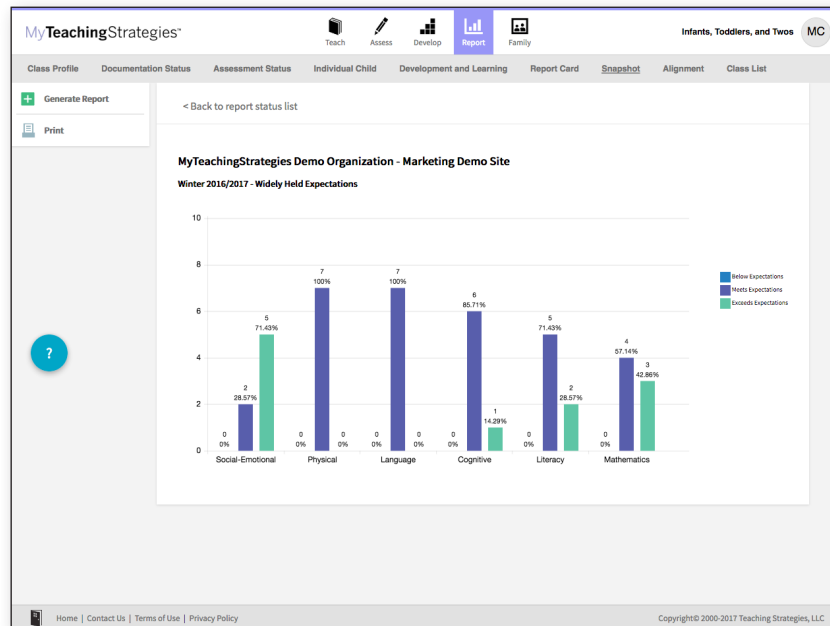 MyTeachingStrategies™
Teach Assess Develop Report Family
Infants, Toddlers, and Twos MC
Class Profile Documentation Status Assessment Status Individual Child Development and Learning Report Card Snapshot Alignment Class List
Generate Report
Print
< Back to report status list
MyTeachingStrategies Demo Organization - Marketing Demo Site
Winter 2016/2017 - Widely Held Expectations
10
8
6
4
2
0
0
0%
2
28.57%
5
71.43%
0
0%
7
100%
0
0%
0
0%
7
100%
0
0%
0
0%
6
85.71%
1
14.29%
0
0%
5
71.43%
2
28.57%
0
0%
4
57.14%
3
42.86%
Social-Emotional Physical Language Cognitive Literacy Mathematics
Below Expectations
Meets Expectations
Exceeds Expectations
?
Home | Contact Us | Terms of Use | Privacy Policy
Copyright© 2000-2017 Teaching Strategies, LLC